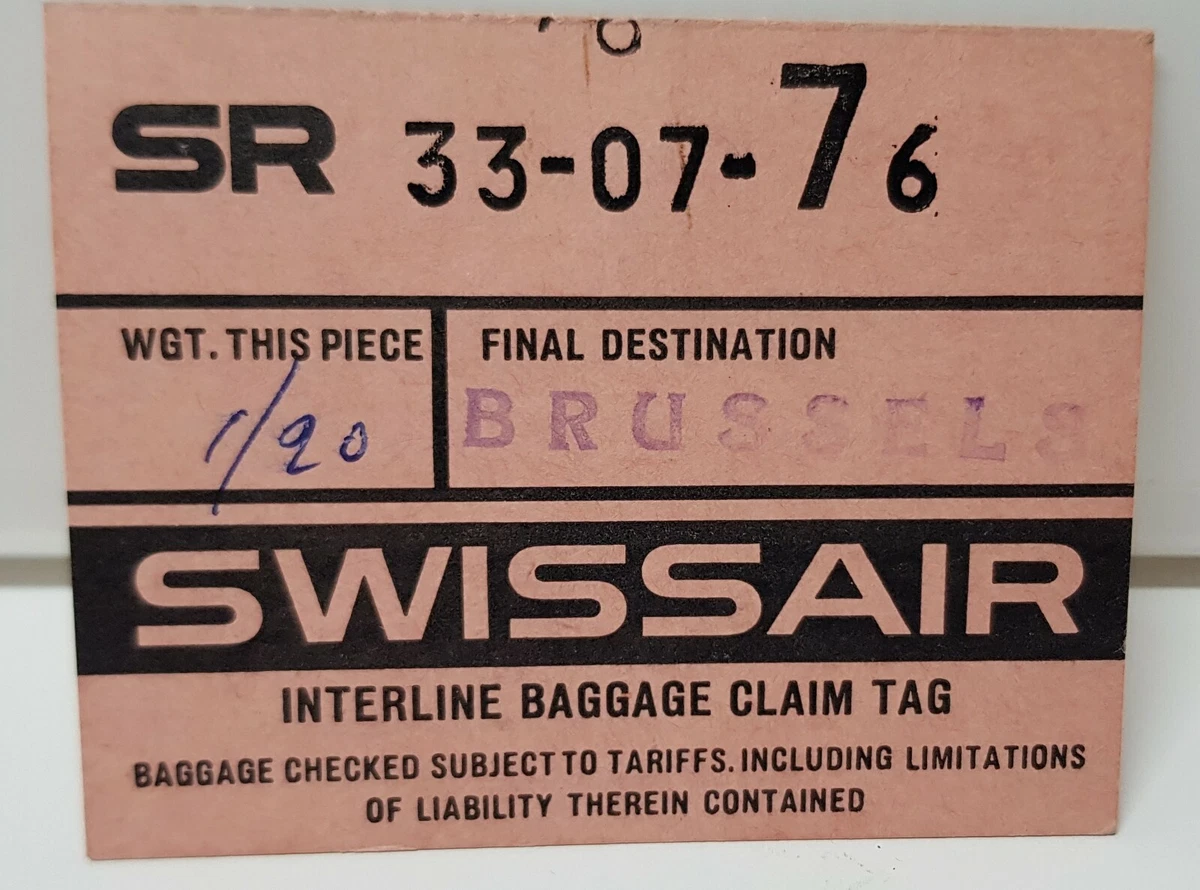 SR 33-07-76
WGT. THIS PIECE FINAL DESTINATION
1/20 BRUSSELS
SWISSAIR
INTERLINE BAGGAGE CLAIM TAG
BAGGAGE CHECKED SUBJECT TO TARIFFS. INCLUDING LIMITATIONS
OF LIABILITY THEREIN CONTAINED